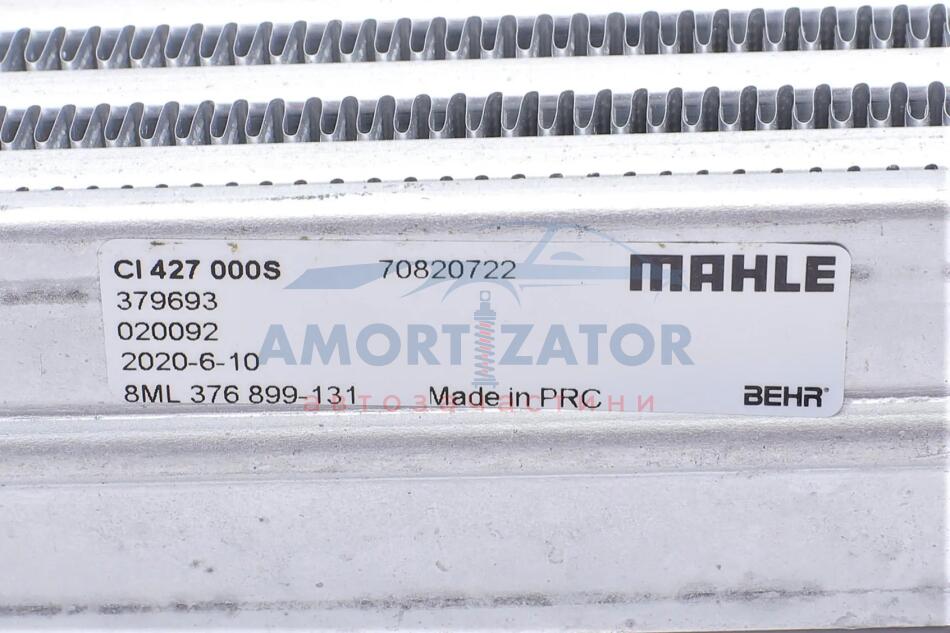 CI 427 000S 70820722 MAHLE
379693
020092
AMORTIZATOR
2020-6-10
8ML 376 899-131 Made in PRC BEHR®
автозапчастини